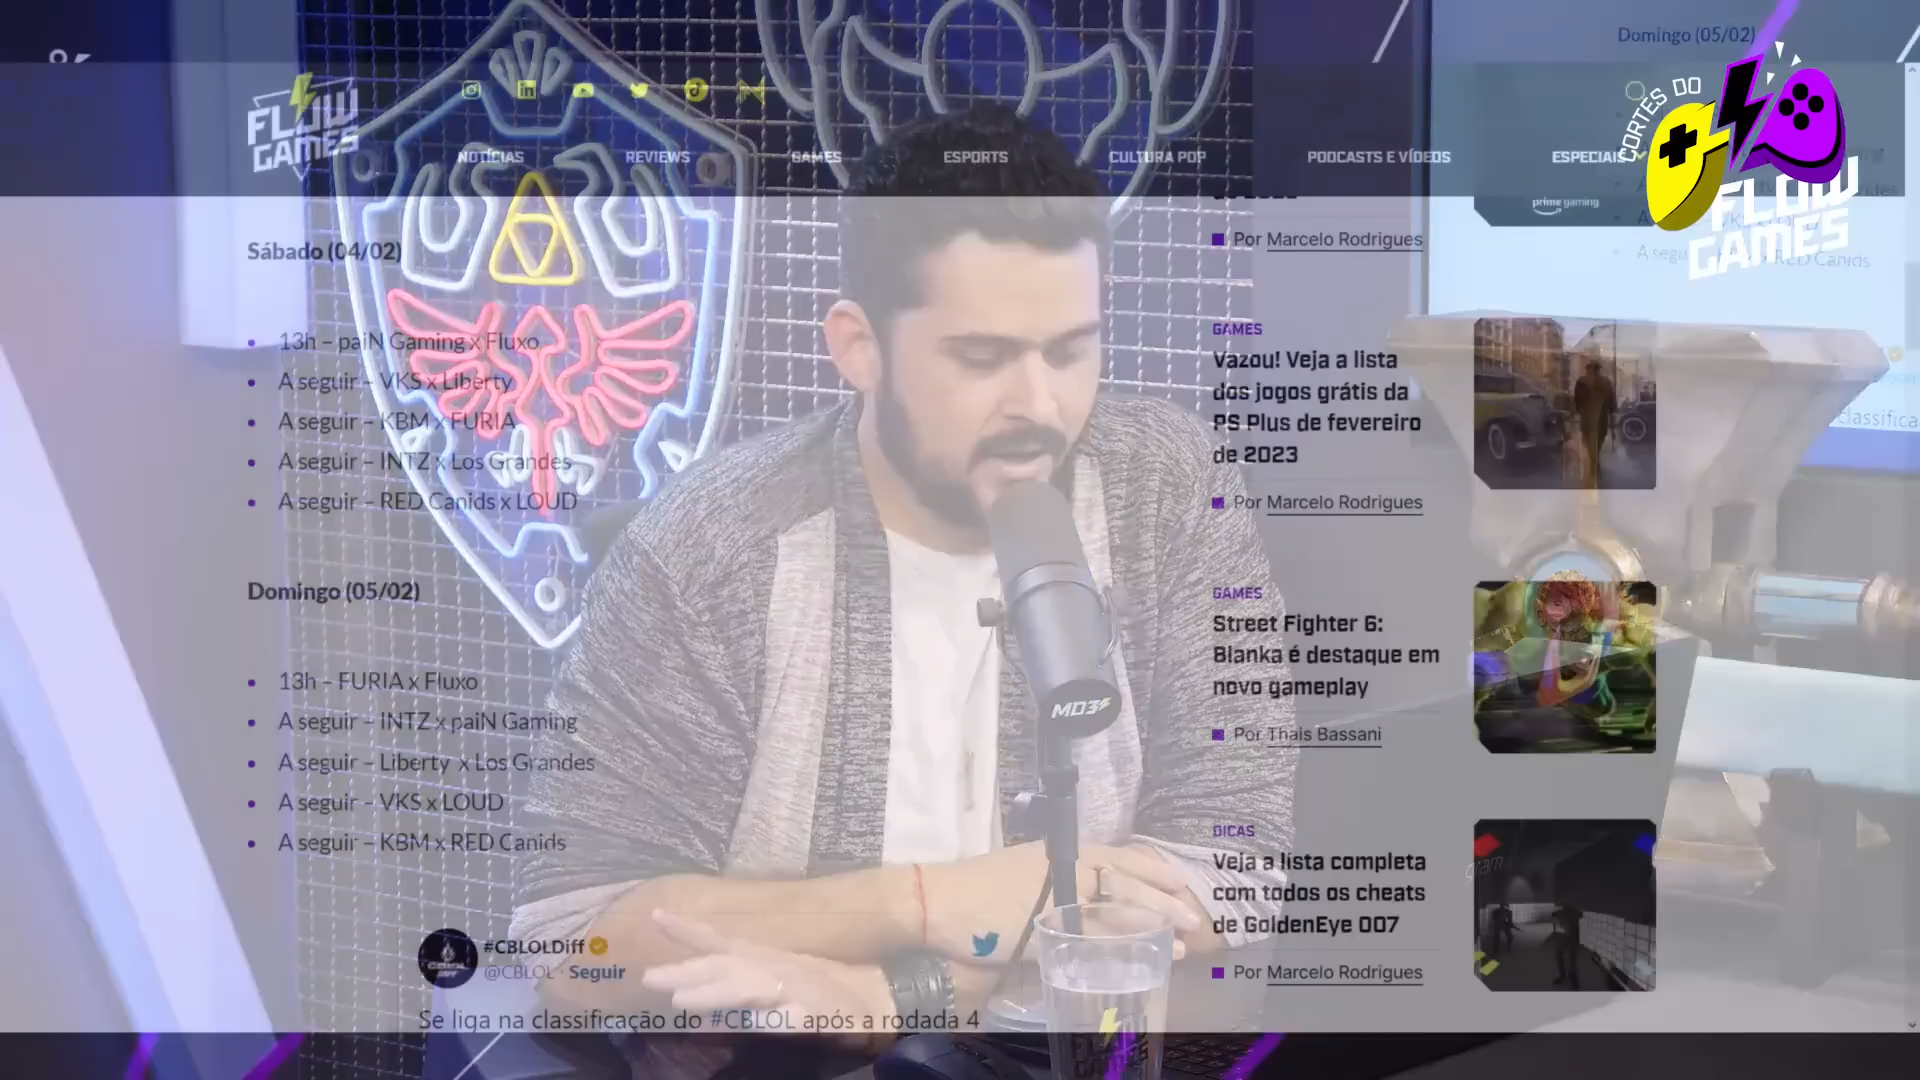 Domingo (05/02)
CORTES DO
FLOW
GAMES
FLOW
GAMES
NOTÍCIAS
REVIEWS
GAMES
ESPORTS
CULTURA POP
PODCASTS E VÍDEOS
ESPECIAIS
prime gaming
Por Marcelo Rodrigues
Sábado (04/02)
13h – paiN Gaming x Fluxo
A seguir – VKS x Liberty
A seguir – KBM x FURIA
A seguir – INTZ x Los Grandes
A seguir – RED Canids x LOUD
Domingo (05/02)
13h – FURIA x Fluxo
A seguir – INTZ x paiN Gaming
A seguir – Liberty x Los Grandes
A seguir – VKS x LOUD
A seguir – KBM x RED Canids
#CBLOLDiff
@CBLOL · Seguir
Se liga na classificação do #CBLOL após a rodada 4
GAMES
Vazou! Veja a lista
dos jogos grátis da
PS Plus de fevereiro
de 2023
Por Marcelo Rodrigues
GAMES
Street Fighter 6:
Blanka é destaque em
novo gameplay
Por Thais Bassani
DICAS
Veja a lista completa
com todos os cheats
de GoldenEye 007
Por Marcelo Rodrigues
MD3
RED Canids